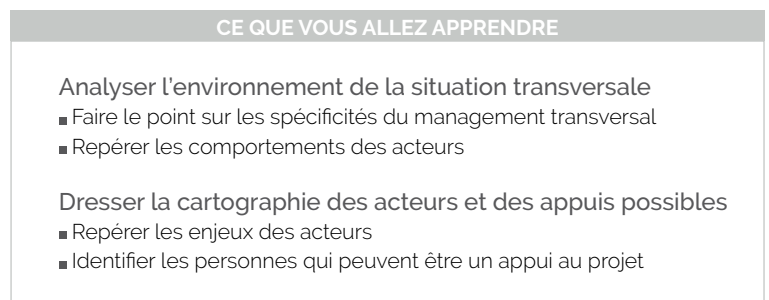 CE QUE VOUS ALLEZ APPRENDRE
Analyser l’environnement de la situation transversale
■ Faire le point sur les spécificités du management transversal
■ Repérer les comportements des acteurs
Dresser la cartographie des acteurs et des appuis possibles
■ Repérer les enjeux des acteurs
■ Identifier les personnes qui peuvent être un appui au projet